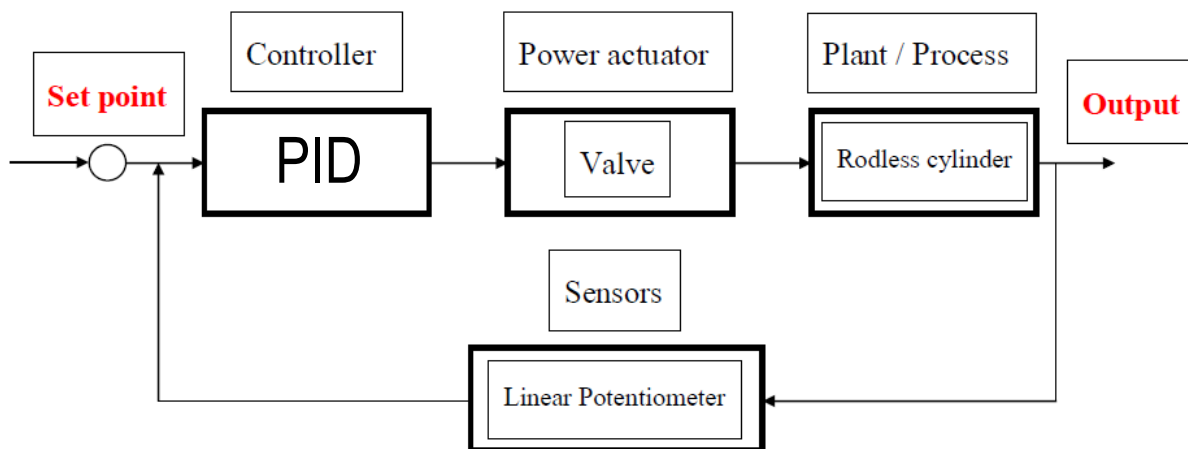 Controller
Power actuator
Plant / Process
Set point
Output
PID
Valve
Rodless cylinder
Sensors
Linear Potentiometer